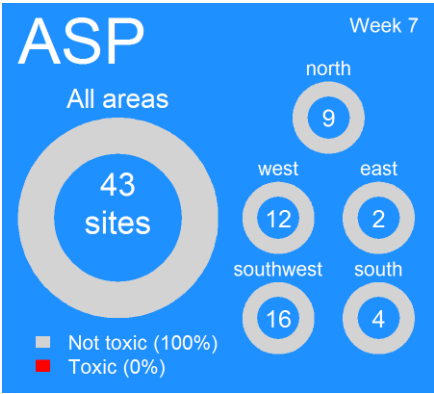 ASP
Week 7
All areas
43
sites
north
9
west
12
east
2
southwest
16
south
4
Not toxic (100%)
Toxic (0%)